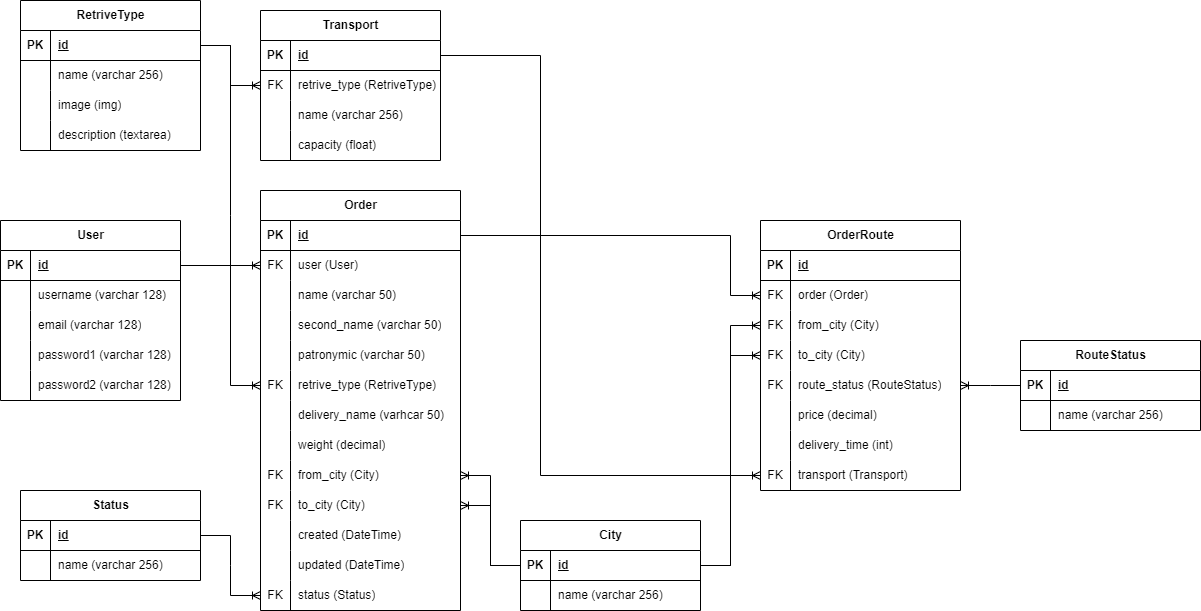 RetriveType
PK id
name (varchar 256)
image (img)
description (textarea)
Transport
PK id
FK retrive_type (RetriveType)
name (varchar 256)
capacity (float)
User
PK id
username (varchar 128)
email (varchar 128)
password1 (varchar 128)
password2 (varchar 128)
Order
PK id
FK user (User)
name (varchar 50)
second_name (varchar 50)
patronymic (varchar 50)
FK retrive_type (RetriveType)
delivery_name (varhcar 50)
weight (decimal)
FK from_city (City)
FK to_city (City)
created (DateTime)
updated (DateTime)
FK status (Status)
Status
PK id
name (varchar 256)
City
PK id
name (varchar 256)
OrderRoute
PK id
FK order (Order)
FK from_city (City)
FK to_city (City)
FK route_status (RouteStatus)
price (decimal)
delivery_time (int)
FK transport (Transport)
RouteStatus
PK id
name (varchar 256)